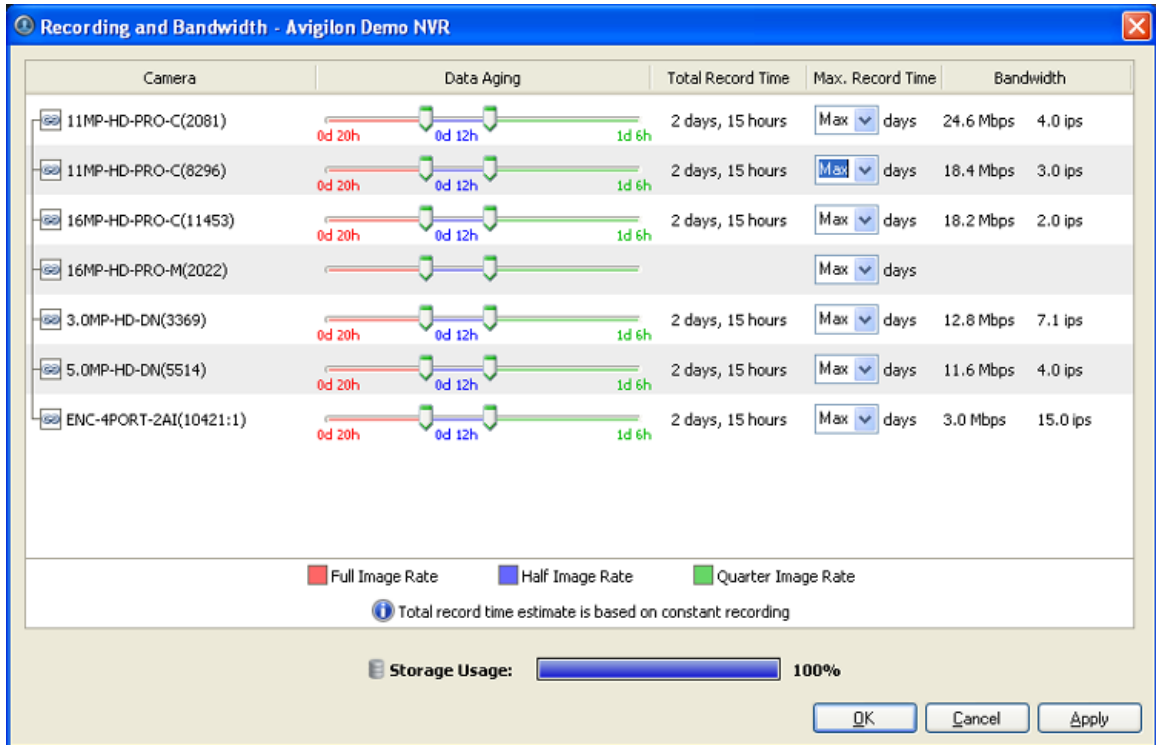 Recording and Bandwidth - Avigilon Demo NVR
Camera Data Aging Total Record Time Max. Record Time Bandwidth
11MP-HD-PRO-C(2081) 0d 20h 0d 12h 1d 6h 2 days, 15 hours Max days 24.6 Mbps 4.0 ips
11MP-HD-PRO-C(8296) 0d 20h 0d 12h 1d 6h 2 days, 15 hours Max days 18.4 Mbps 3.0 ips
16MP-HD-PRO-C(11453) 0d 20h 0d 12h 1d 6h 2 days, 15 hours Max days 18.2 Mbps 2.0 ips
16MP-HD-PRO-M(2022) Max days
3.0MP-HD-DN(3369) 0d 20h 0d 12h 1d 6h 2 days, 15 hours Max days 12.8 Mbps 7.1 ips
5.0MP-HD-DN(5514) 0d 20h 0d 12h 1d 6h 2 days, 15 hours Max days 11.6 Mbps 4.0 ips
ENC-4PORT-2AI(10421:1) 0d 20h 0d 12h 1d 6h 2 days, 15 hours Max days 3.0 Mbps 15.0 ips
Full Image Rate Half Image Rate Quarter Image Rate
Total record time estimate is based on constant recording
Storage Usage: 100%
OK Cancel Apply